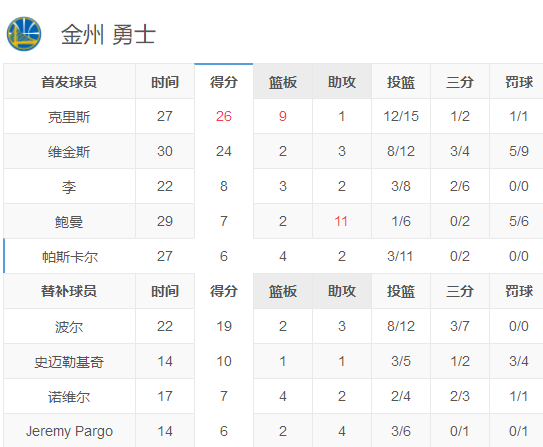 金州 勇士
首发球员 时间 得分 篮板 助攻 投篮 三分 罚球
克里斯 27 26 9 1 12/15 1/2 1/1
维金斯 30 24 2 3 8/12 3/4 5/9
李 22 8 3 2 3/8 2/6 0/0
鲍曼 29 7 2 11 1/6 0/2 5/6
帕斯卡尔 27 6 4 2 3/11 0/2 0/0
替补球员 时间 得分 篮板 助攻 投篮 三分 罚球
波尔 22 19 2 3 8/12 3/7 0/0
史迈勒基奇 14 10 1 1 3/5 1/2 3/4
诺维尔 17 7 4 2 2/4 2/3 1/1
Jeremy Pargo 14 6 2 4 3/6 0/1 0/1